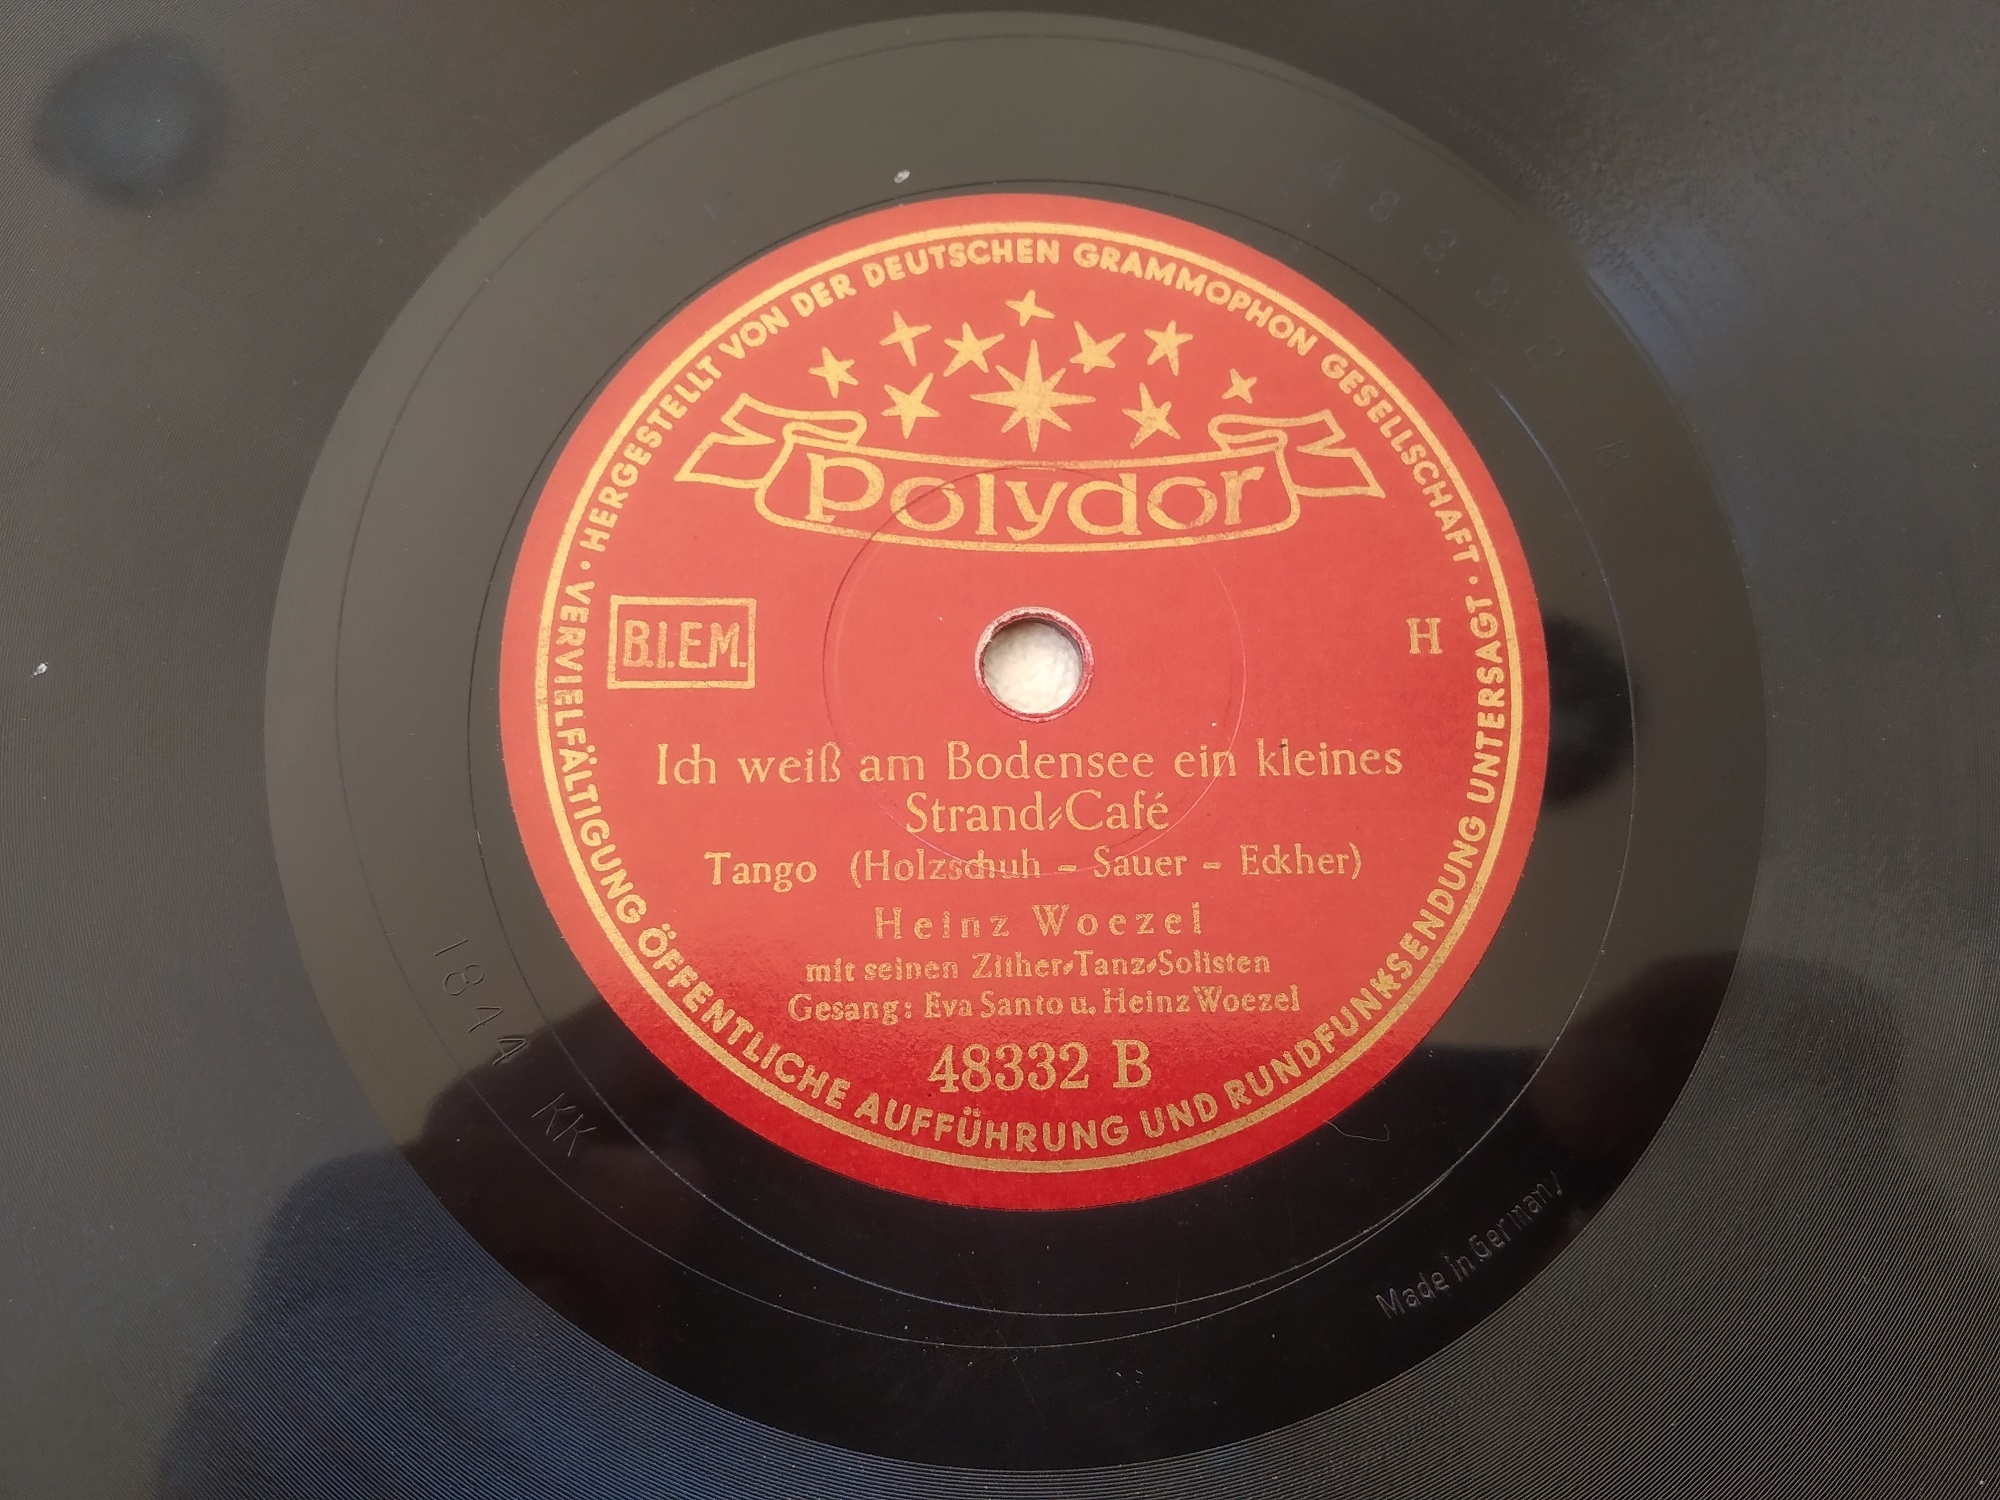 HERGESTELLT VON DER DEUTSCHEN GRAMMOPHON GESELLSCHAFT · VERVIELFÄLTIGUNG ÖFFENTLICHE AUFFÜHRUNG UND RUNDFUNKSENDUNG UNTERSAGT ·
Polydor
B.I.E.M.
H
Ich weiß am Bodensee ein kleines
Strand-Café
Tango (Holzschuh - Sauer - Eckher)
Heinz Woezel
mit seinen Zither-Tanz-Solisten
Gesang: Eva Santo u. Heinz Woezel
48332 B
1844 KK
Made in Germany